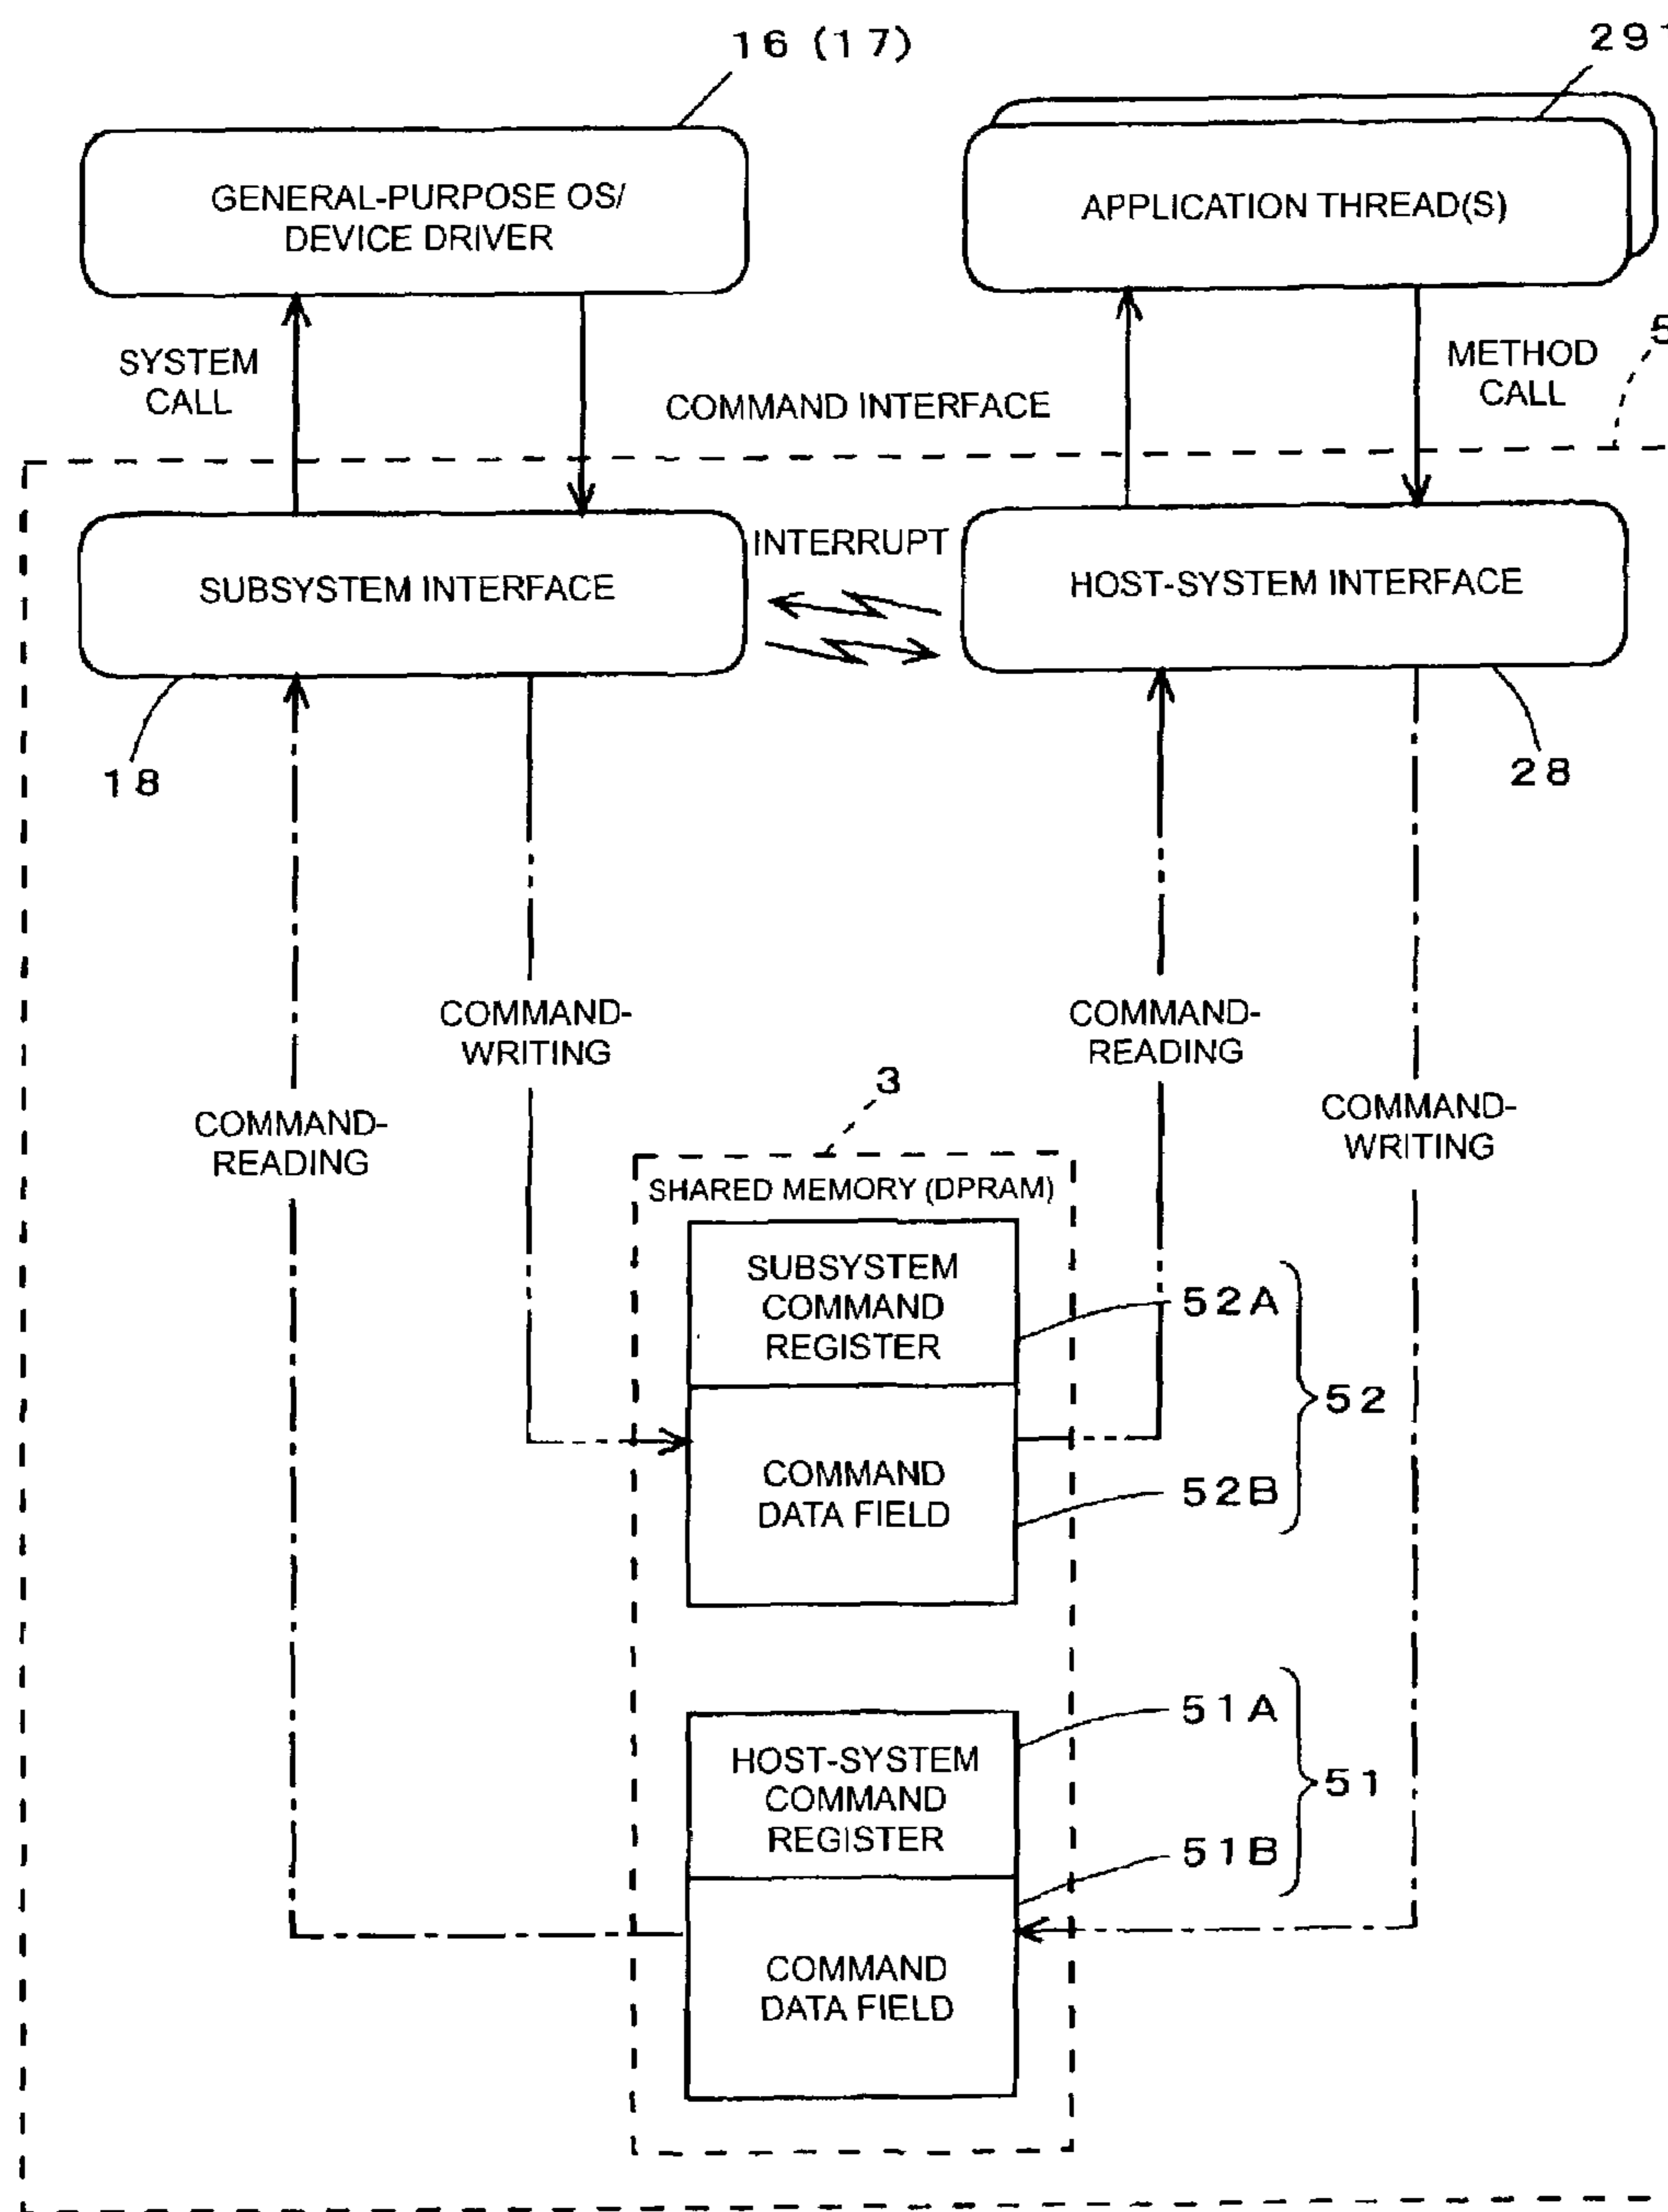 16 (17)
29
GENERAL-PURPOSE OS/
DEVICE DRIVER
APPLICATION THREAD(S)
SYSTEM
CALL
COMMAND INTERFACE
METHOD
CALL
5
SUBSYSTEM INTERFACE
INTERRUPT
HOST-SYSTEM INTERFACE
18
28
COMMAND-
WRITING
COMMAND-
READING
COMMAND-
READING
COMMAND-
WRITING
3
SHARED MEMORY (DPRAM)
SUBSYSTEM
COMMAND
REGISTER
52A
52
COMMAND
DATA FIELD
52B
HOST-SYSTEM
COMMAND
REGISTER
51A
51
51B
COMMAND
DATA FIELD